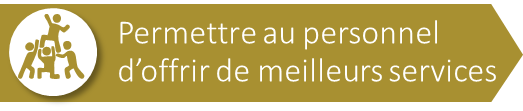 Permettre au personnel
d’offrir de meilleurs services